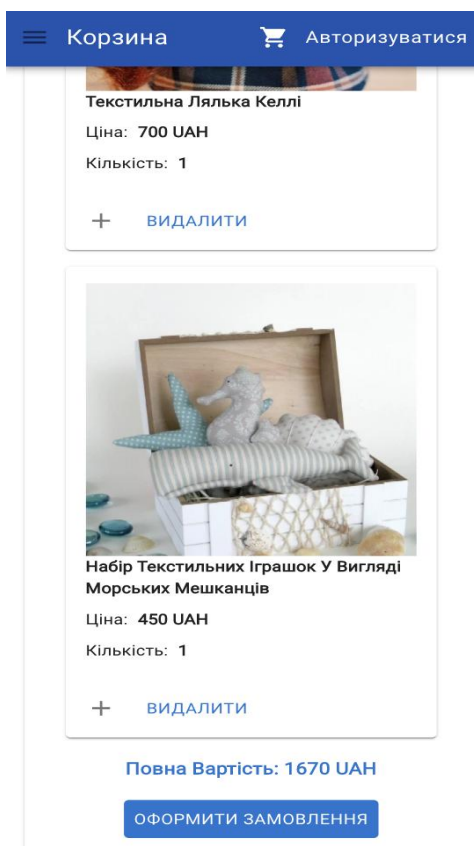 Корзина
Авторизуватися
Текстильна Лялька Келлі
Ціна: 700 UAH
Кількість: 1
+ ВИДАЛИТИ
Набір Текстильних Іграшок У Вигляді
Морських Мешканців
Ціна: 450 UAH
Кількість: 1
+ ВИДАЛИТИ
Повна Вартість: 1670 UAH
ОФОРМИТИ ЗАМОВЛЕННЯ